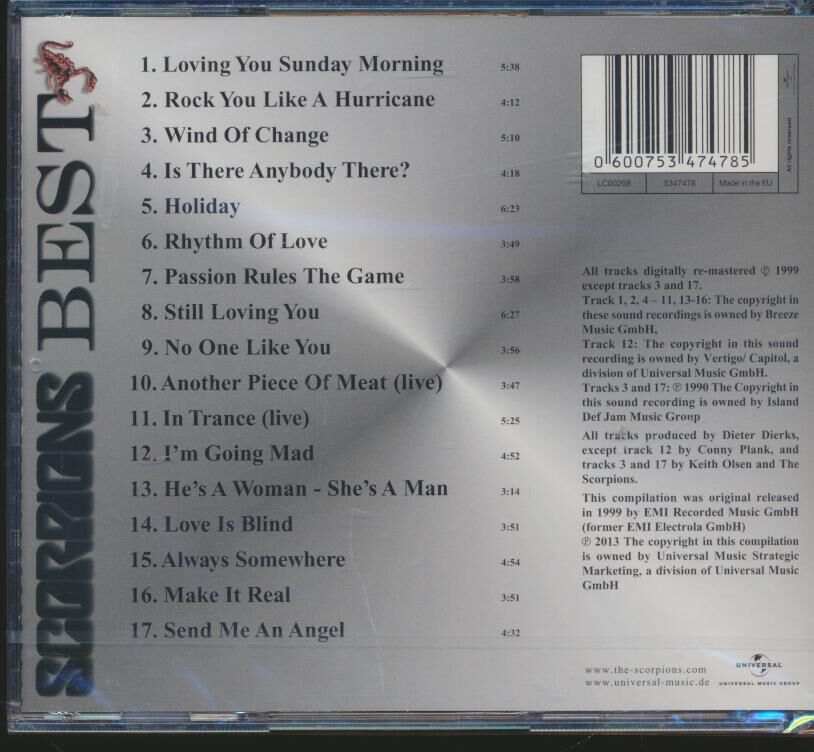 SCORPIONS BEST
1. Loving You Sunday Morning 5:38
2. Rock You Like A Hurricane 4:12
3. Wind Of Change 5:10
4. Is There Anybody There? 4:18
5. Holiday 6:23
6. Rhythm Of Love 3:49
7. Passion Rules The Game 3:58
8. Still Loving You 6:27
9. No One Like You 3:56
10. Another Piece Of Meat (live) 3:47
11. In Trance (live) 5:25
12. I'm Going Mad 4:52
13. He's A Woman - She's A Man 3:14
14. Love Is Blind 3:51
15. Always Somewhere 4:54
16. Make It Real 3:51
17. Send Me An Angel 4:32
0 600753 474785
LC00268 5347478 Made in the EU
All rights reserved
All tracks digitally re-mastered ℗ 1999
except tracks 3 and 17.
Track 1, 2, 4 – 11, 13-16: The copyright in
these sound recordings is owned by Breeze
Music GmbH,
Track 12: The copyright in this sound
recording is owned by Vertigo/ Capitol, a
division of Universal Music GmbH.
Tracks 3 and 17: ℗ 1990 The Copyright in
this sound recording is owned by Island
Def Jam Music Group
All tracks produced by Dieter Dierks,
except track 12 by Conny Plank, and
tracks 3 and 17 by Keith Olsen and The
Scorpions.
This compilation was original released
in 1999 by EMI Recorded Music GmbH
(former EMI Electrola GmbH)
℗ 2013 The copyright in this compilation
is owned by Universal Music Strategic
Marketing, a division of Universal Music
GmbH
www.the-scorpions.com
www.universal-music.de
UNIVERSAL
UNIVERSAL MUSIC GROUP